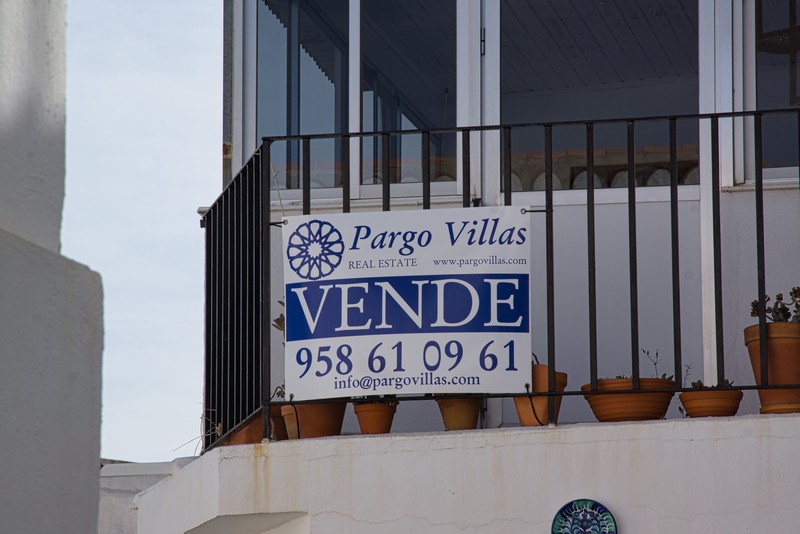 Pargo Villas
REAL ESTATE www.pargovillas.com
VENDE
958 61 09 61
info@pargovillas.com